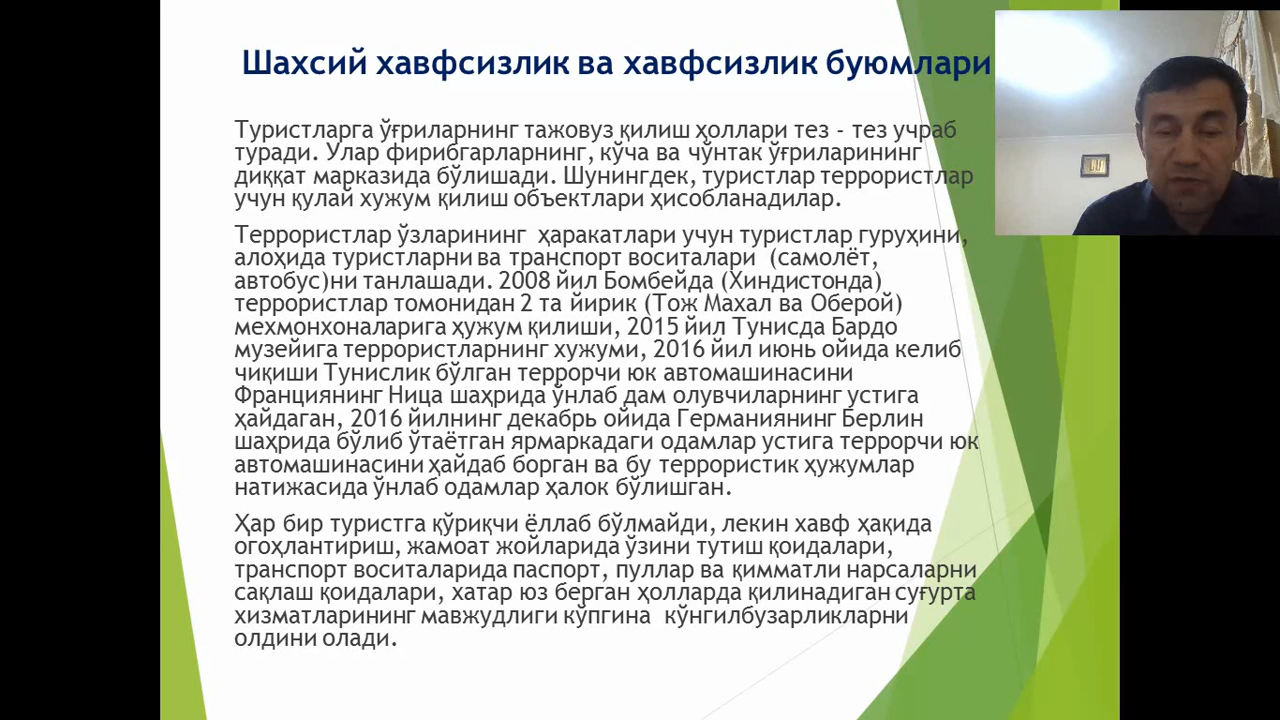 Шахсий хавфсизлик ва хавфсизлик буюмлари
Туристларга ўғриларнинг тажовуз қилиш ҳоллари тез - тез учраб
туради. Улар фирибгарларнинг, кўча ва чўнтак ўғриларининг
диққат марказида бўлишади. Шунингдек, туристлар террористлар
учун қулай хужум қилиш объектлари ҳисобланадилар.
Террористлар ўзларининг ҳаракатлари учун туристлар гуруҳини,
алоҳида туристларни ва транспорт воситалари (самолёт,
автобус)ни танлашади. 2008 йил Бомбейда (Хиндистонда)
террористлар томонидан 2 та йирик (Тож Махал ва Оберой)
мехмонхоналарига ҳужум қилиши, 2015 йил Тунисда Бардо
музейига террористларнинг хужуми, 2016 йил июнь ойида келиб
чиқиши Тунислик бўлган террорчи юк автомашинасини
Франциянинг Ница шаҳрида ўнлаб дам олувчиларнинг устига
ҳайдаган, 2016 йилнинг декабрь ойида Германиянинг Берлин
шаҳрида бўлиб ўтаётган ярмаркадаги одамлар устига террорчи юк
автомашинасини ҳайдаб борган ва бу террористик ҳужумлар
натижасида ўнлаб одамлар ҳалок бўлишган.
Ҳар бир туристга қўриқчи ёллаб бўлмайди, лекин хавф ҳақида
огоҳлантириш, жамоат жойларида ўзини тутиш қоидалари,
транспорт воситаларида паспорт, пуллар ва қимматли нарсаларни
сақлаш қоидалари, хатар юз берган ҳолларда қилинадиган суғурта
хизматларининг мавжудлиги кўпгина кўнгилбузарликларни
олдини олади.